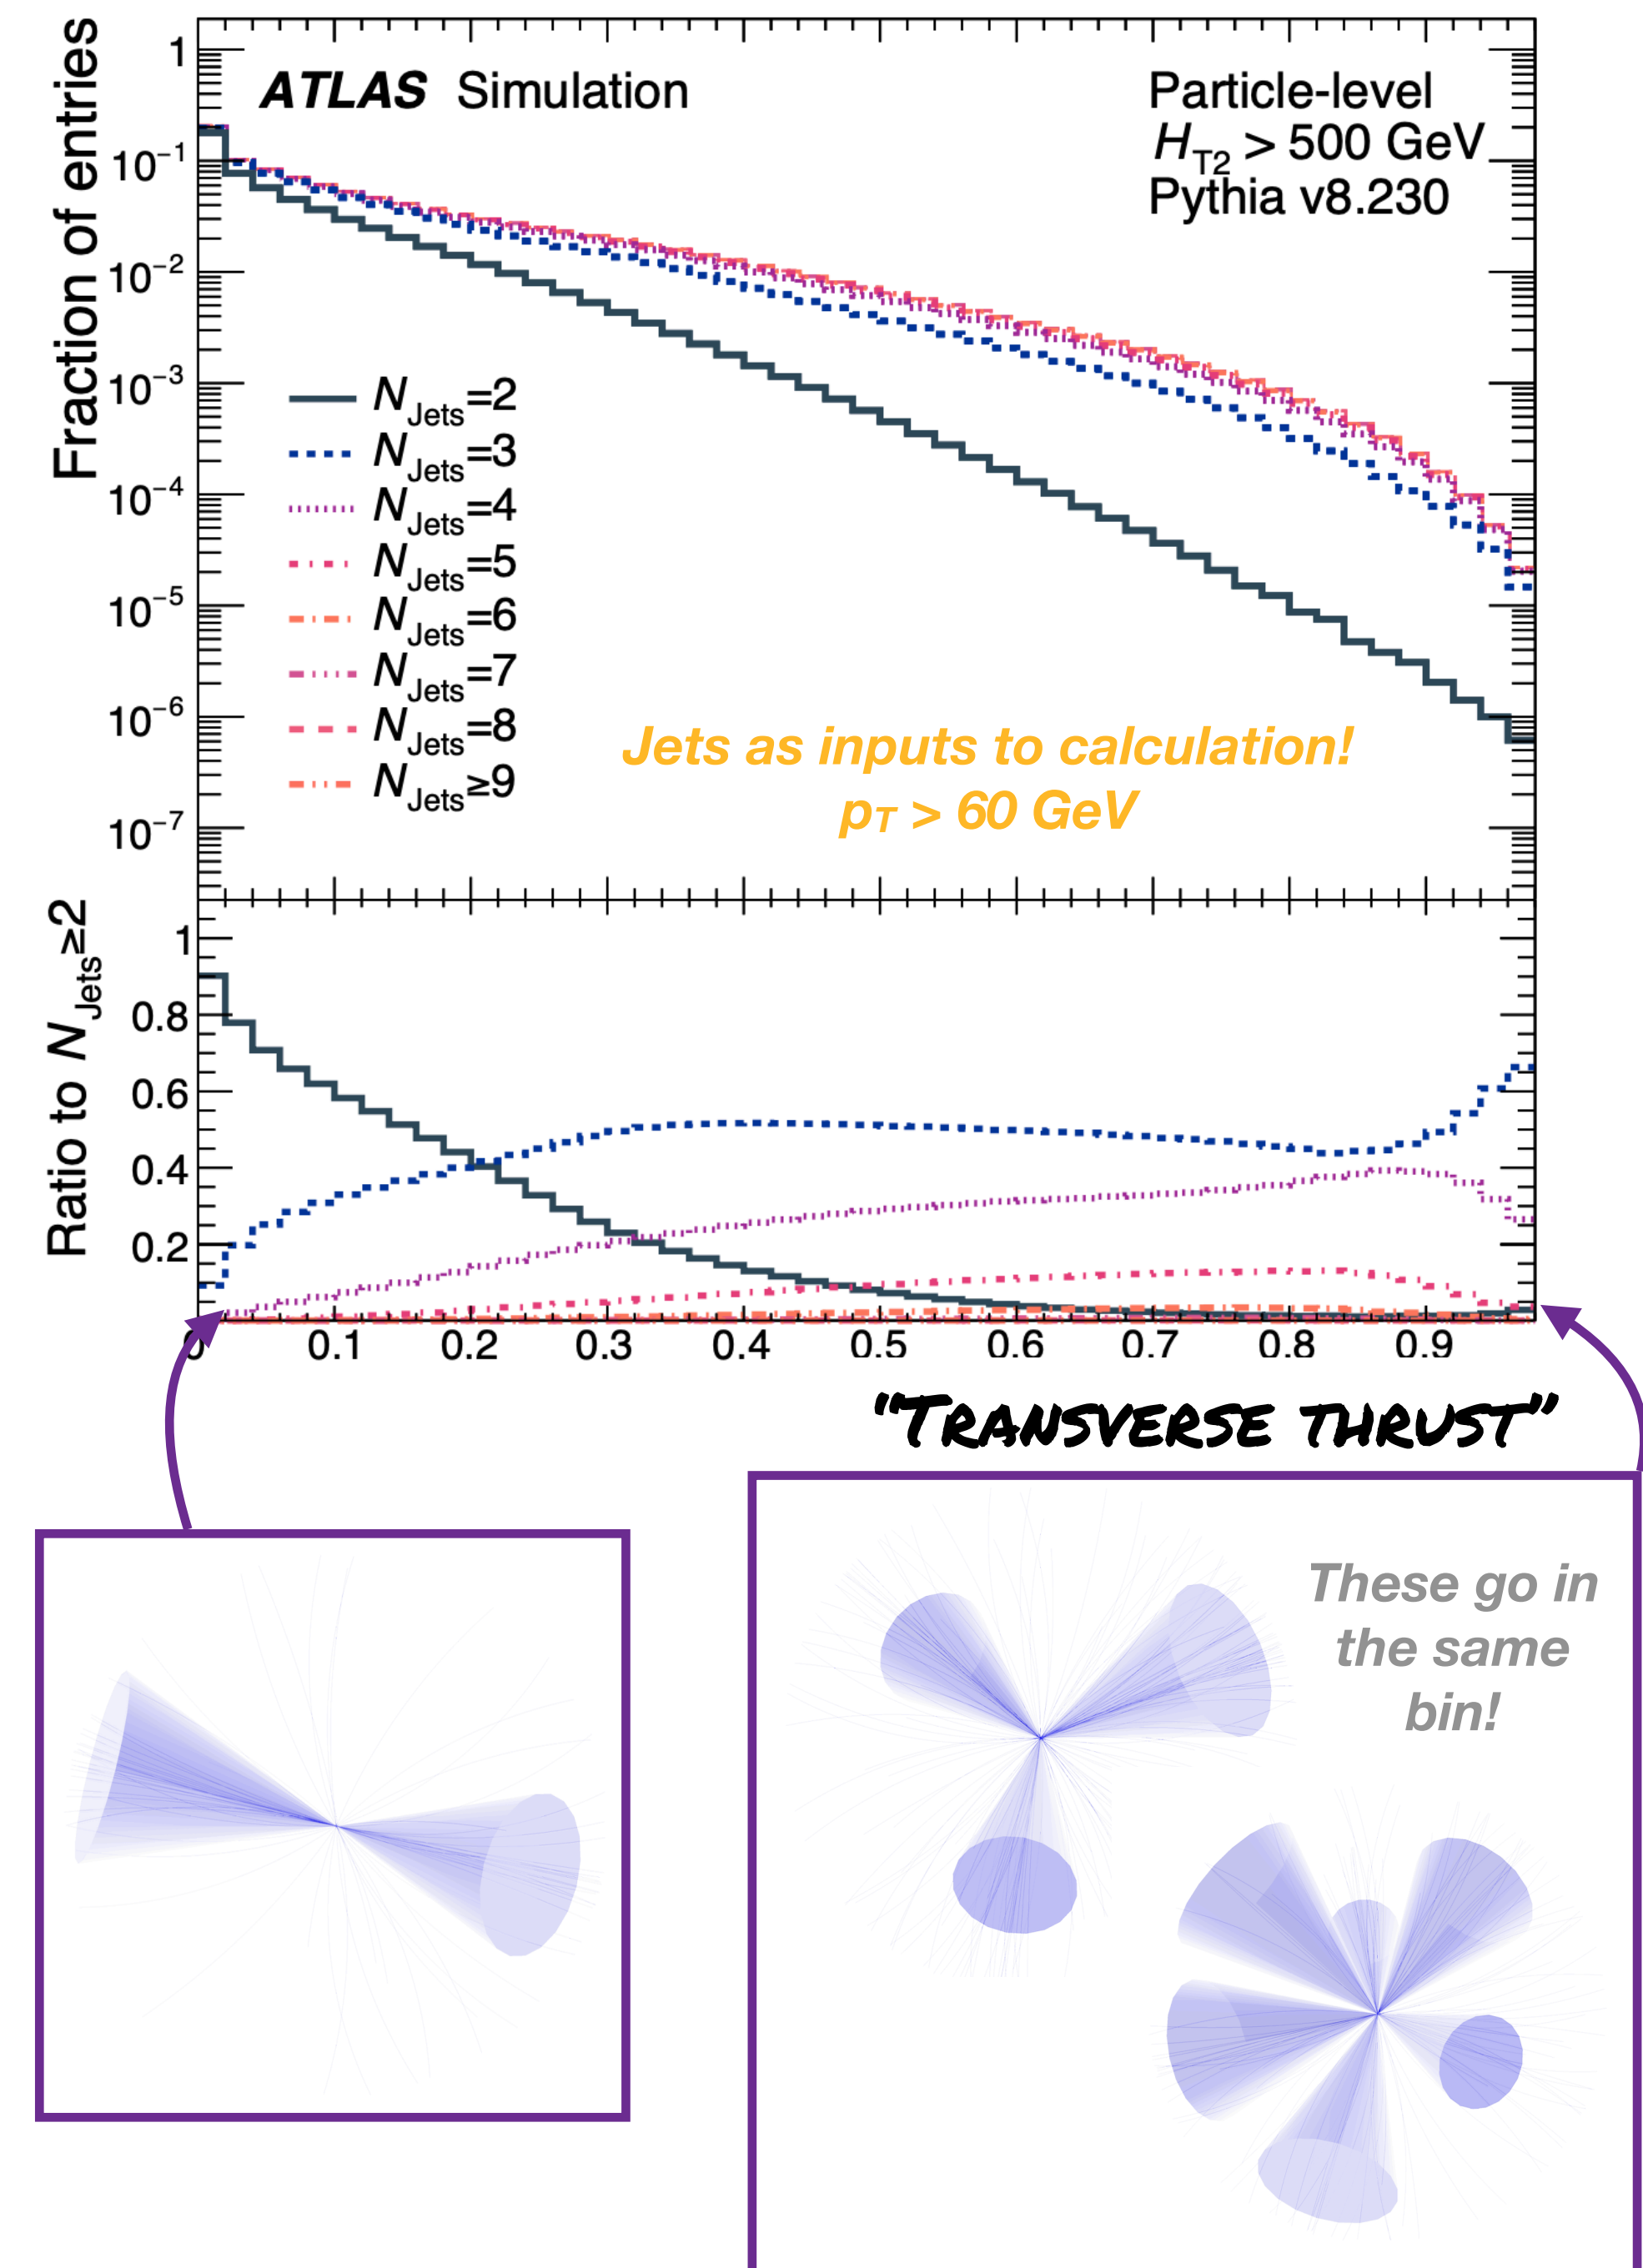 Fraction of entries
1
10⁻¹
10⁻²
10⁻³
10⁻⁴
10⁻⁵
10⁻⁶
10⁻⁷
ATLAS Simulation
Particle-level
H_T2 > 500 GeV
Pythia v8.230
N_Jets=2
N_Jets=3
N_Jets=4
N_Jets=5
N_Jets=6
N_Jets=7
N_Jets=8
N_Jets≥9
Jets as inputs to calculation!
p_T > 60 GeV
Ratio to N_Jets≥2
1
0.8
0.6
0.4
0.2
0 0.1 0.2 0.3 0.4 0.5 0.6 0.7 0.8 0.9
“TRANSVERSE THRUST”
These go in
the same
bin!